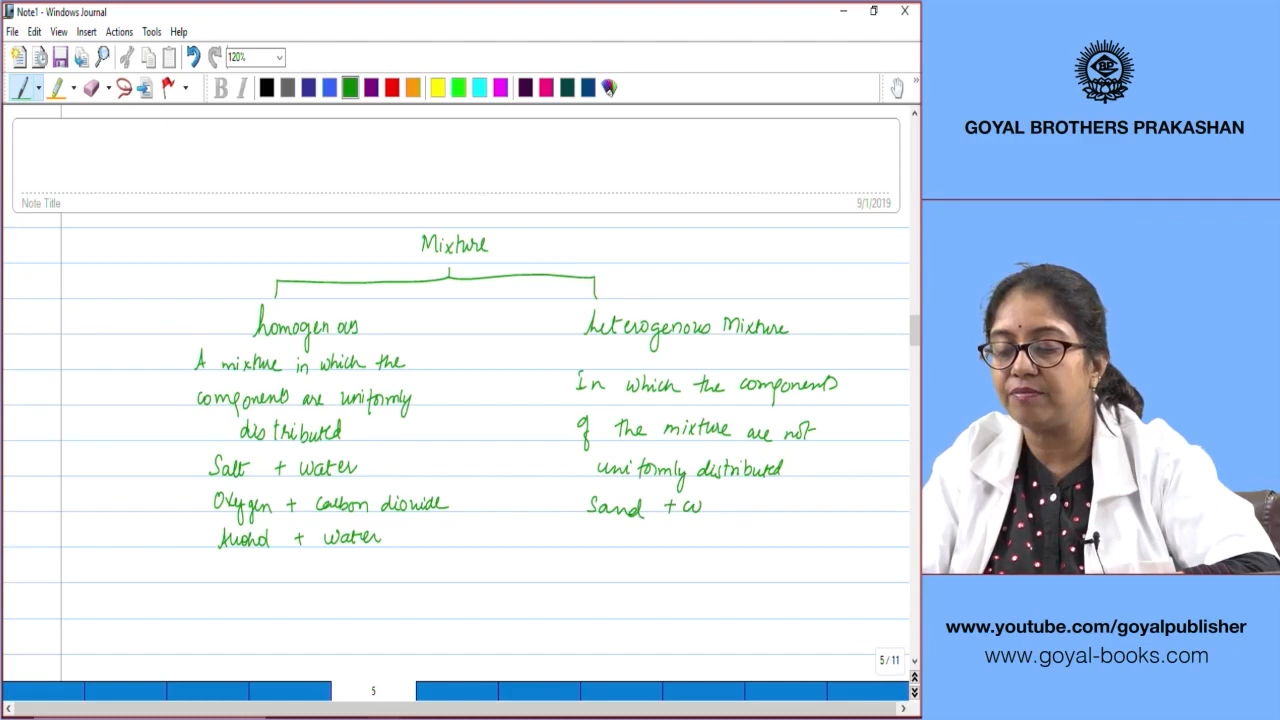 Note1 - Windows Journal
File Edit View Insert Actions Tools Help
120%
B I
Note Title
9/1/2019
Mixture
homogenous
heterogenous Mixture
A mixture in which the
components are uniformly
distributed
Salt + water
Oxygen + carbon dioxide
Alcohol + water
In which the components
of the mixture are not
uniformly distributed
Sand + w
5 / 11
5
GOYAL BROTHERS PRAKASHAN
www.youtube.com/goyalpublisher
www.goyal-books.com